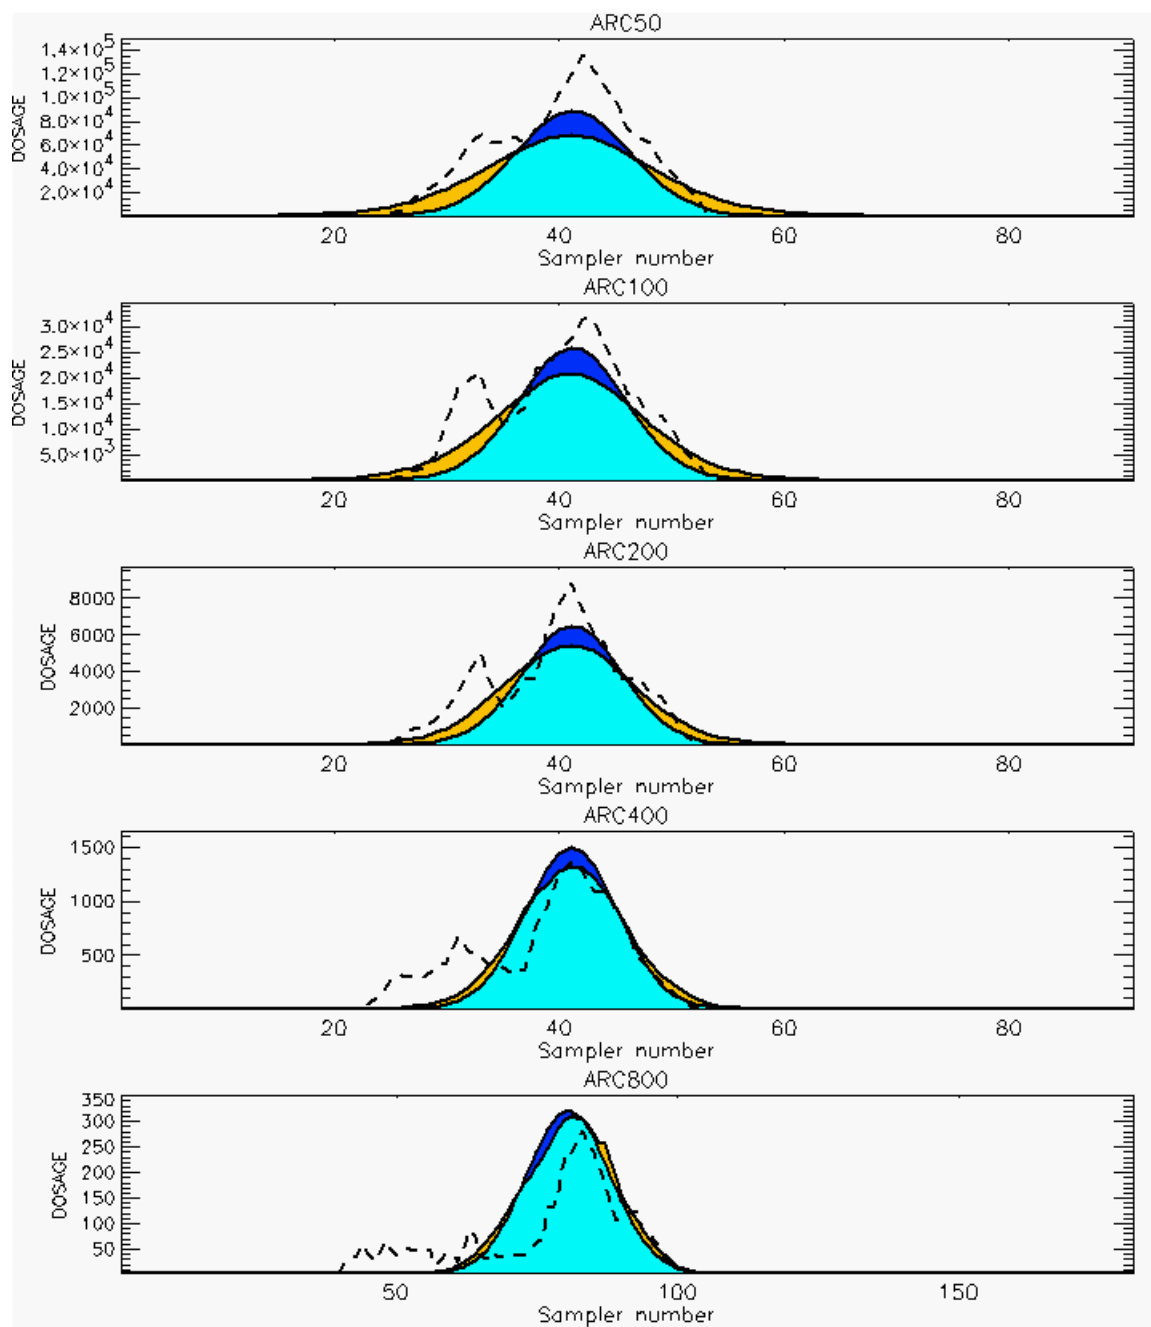 ARC50
1.4×10^5
1.2×10^5
1.0×10^5
8.0×10^4
6.0×10^4
4.0×10^4
2.0×10^4
DOSAGE
20 40 60 80
Sampler number
ARC100
3.0×10^4
2.5×10^4
2.0×10^4
1.5×10^4
1.0×10^4
5.0×10^3
DOSAGE
20 40 60 80
Sampler number
ARC200
8000
6000
4000
2000
DOSAGE
20 40 60 80
Sampler number
ARC400
1500
1000
500
DOSAGE
20 40 60 80
Sampler number
ARC800
350
300
250
200
150
100
50
DOSAGE
50 100 150
Sampler number